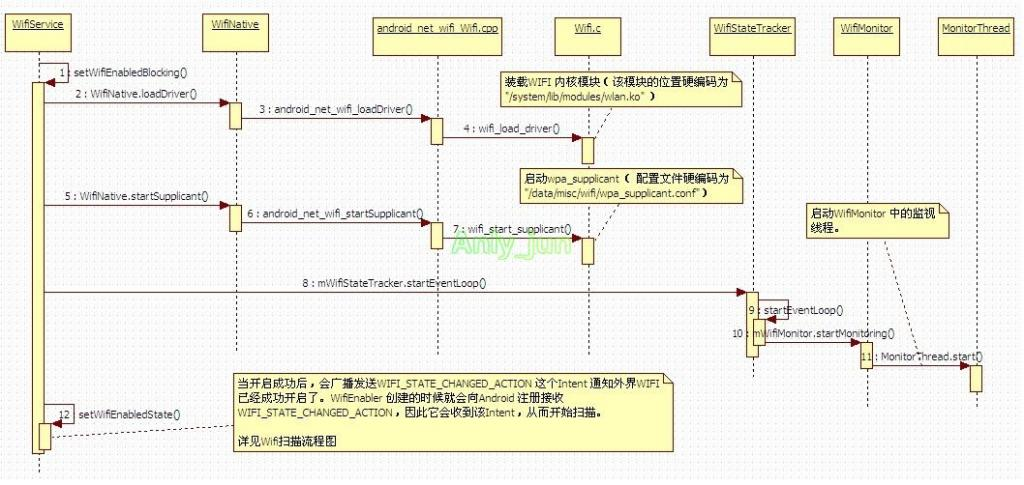 WifiService
WifiNative
android_net_wifi_Wifi.cpp
Wifi.c
WifiStateTracker
WifiMonitor
MonitorThread
1 : setWifiEnabledBlocking()
装载WIFI 内核模块（该模块的位置硬编码为
"/system/lib/modules/wlan.ko" ）
2 : WifiNative.loadDriver()
3 : android_net_wifi_loadDriver()
4 : wifi_load_driver()
启动wpa_supplicant（ 配置文件硬编码为
"/data/misc/wifi/wpa_supplicant.conf"）
5 : WifiNative.startSupplicant()
6 : android_net_wifi_startSupplicant()
7 : wifi_start_supplicant()
Anly_jun
启动WifiMonitor 中的监视
线程。
8 : mWifiStateTracker.startEventLoop()
9 : startEventLoop()
10 : mWifiMonitor.startMonitoring()
11 : MonitorThread.start()
当开启成功后，会广播发送WIFI_STATE_CHANGED_ACTION 这个Intent 通知外界WIFI
已经成功开启了。WifiEnabler 创建的时候就会向Android 注册接收
WIFI_STATE_CHANGED_ACTION，因此它会收到该Intent，从而开始扫描。
详见Wifi扫描流程图
12 : setWifiEnabledState()